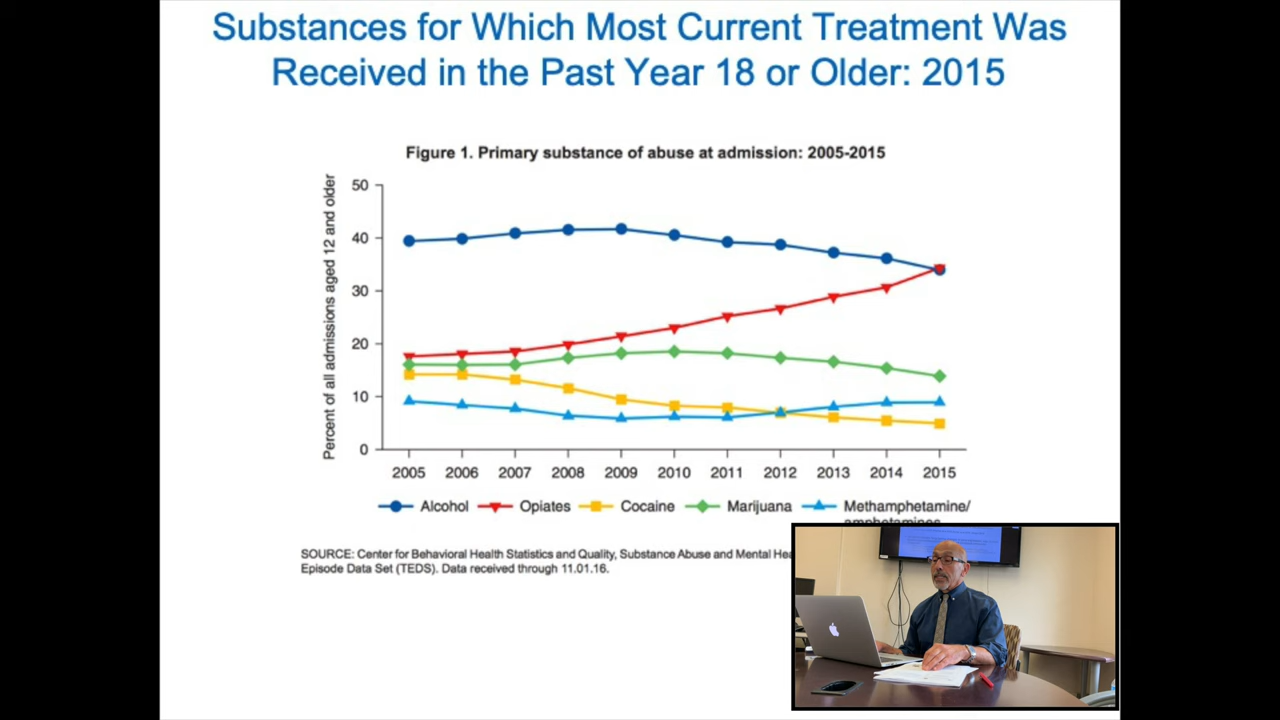 Substances for Which Most Current Treatment Was
Received in the Past Year 18 or Older: 2015
Figure 1. Primary substance of abuse at admission: 2005-2015
Percent of all admissions aged 12 and older
50
40
30
20
10
0
2005 2006 2007 2008 2009 2010 2011 2012 2013 2014 2015
Alcohol Opiates Cocaine Marijuana Methamphetamine/
amphetamines
SOURCE: Center for Behavioral Health Statistics and Quality, Substance Abuse and Mental
Episode Data Set (TEDS). Data received through 11.01.16.